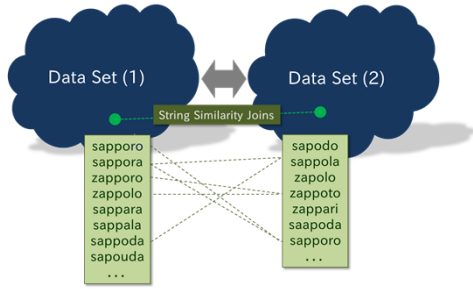 Data Set (1)
Data Set (2)
String Similarity Joins
sapporo
sappora
zapporo
zappolo
sappara
sappala
sappoda
sapouda
...
sapodo
sappola
zapolo
zappoto
zappari
saapoda
sapporo
...